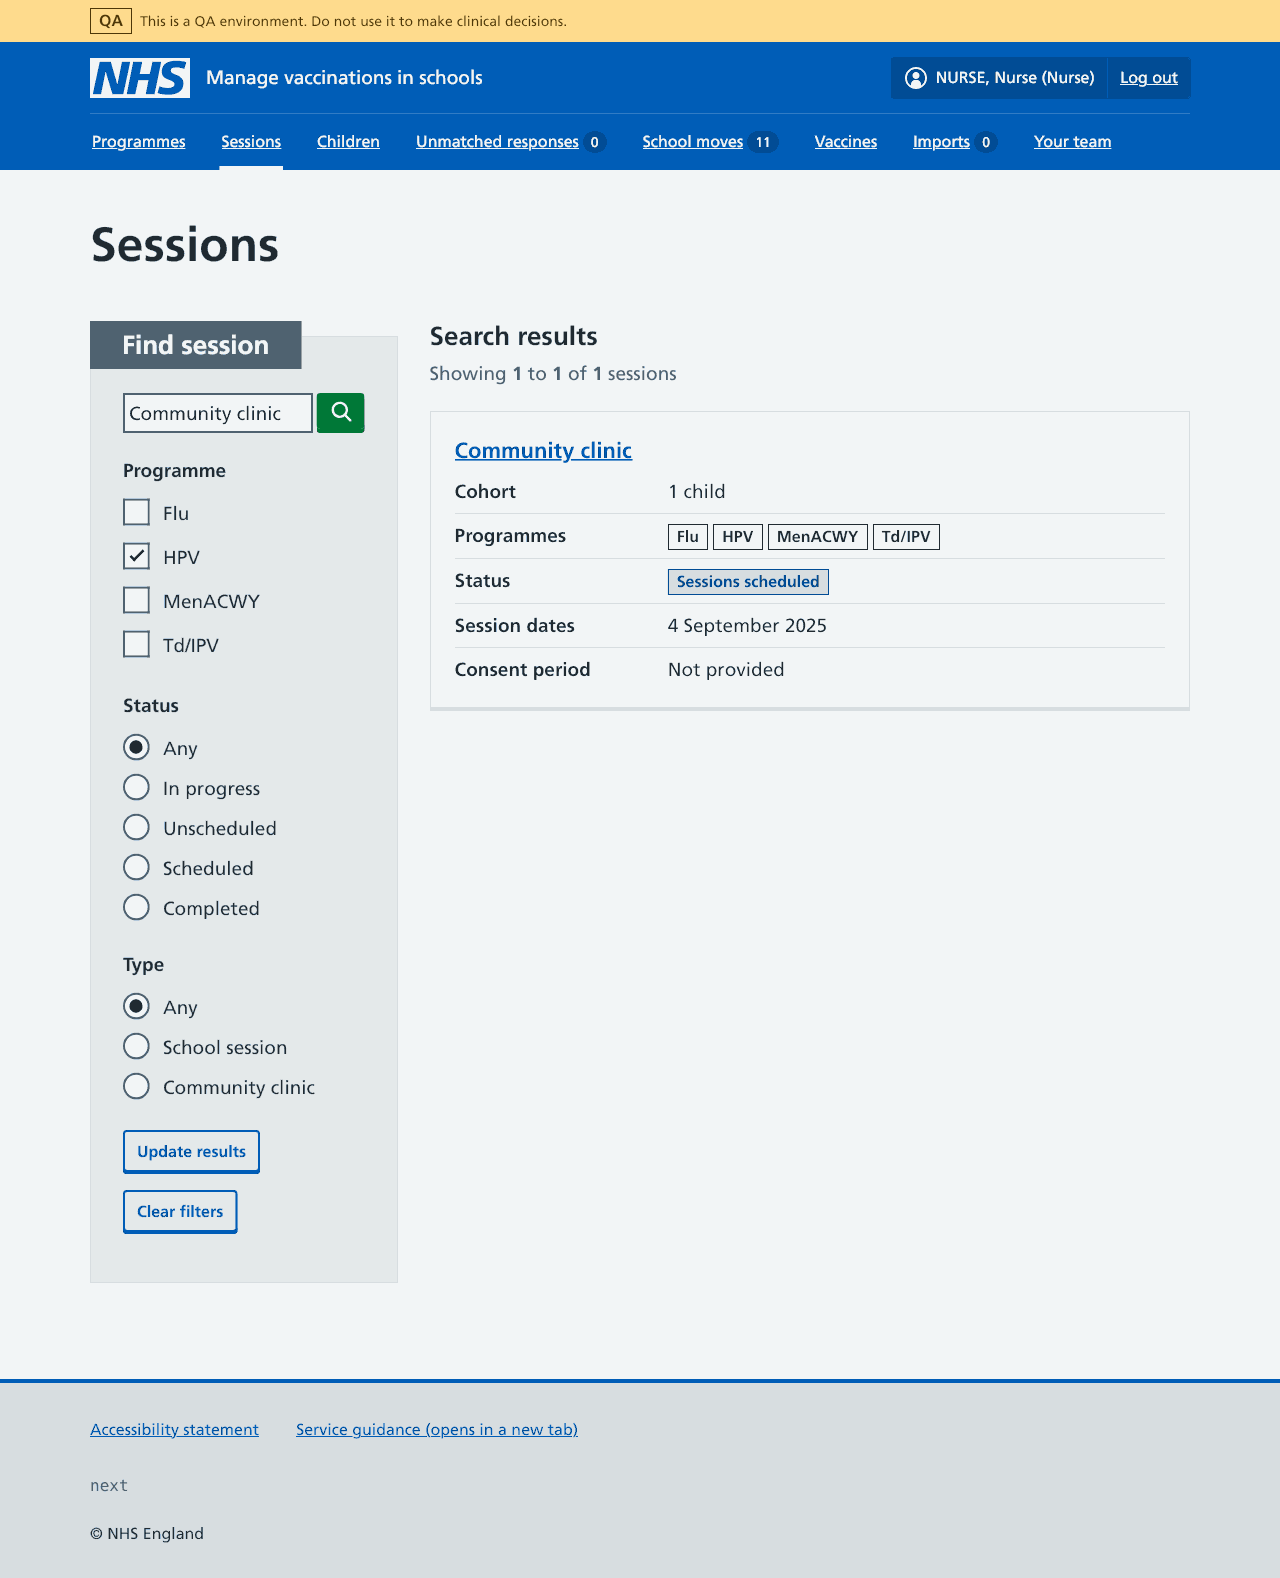 QA This is a QA environment. Do not use it to make clinical decisions.
NHS Manage vaccinations in schools NURSE, Nurse (Nurse) Log out
Programmes Sessions Children Unmatched responses 0 School moves 11 Vaccines Imports 0 Your team
Sessions
Find session
Community clinic
Programme
Flu
HPV
MenACWY
Td/IPV
Status
Any
In progress
Unscheduled
Scheduled
Completed
Type
Any
School session
Community clinic
Update results
Clear filters
Search results
Showing 1 to 1 of 1 sessions
Community clinic
Cohort 1 child
Programmes Flu HPV MenACWY Td/IPV
Status Sessions scheduled
Session dates 4 September 2025
Consent period Not provided
Accessibility statement Service guidance (opens in a new tab)
next
© NHS England